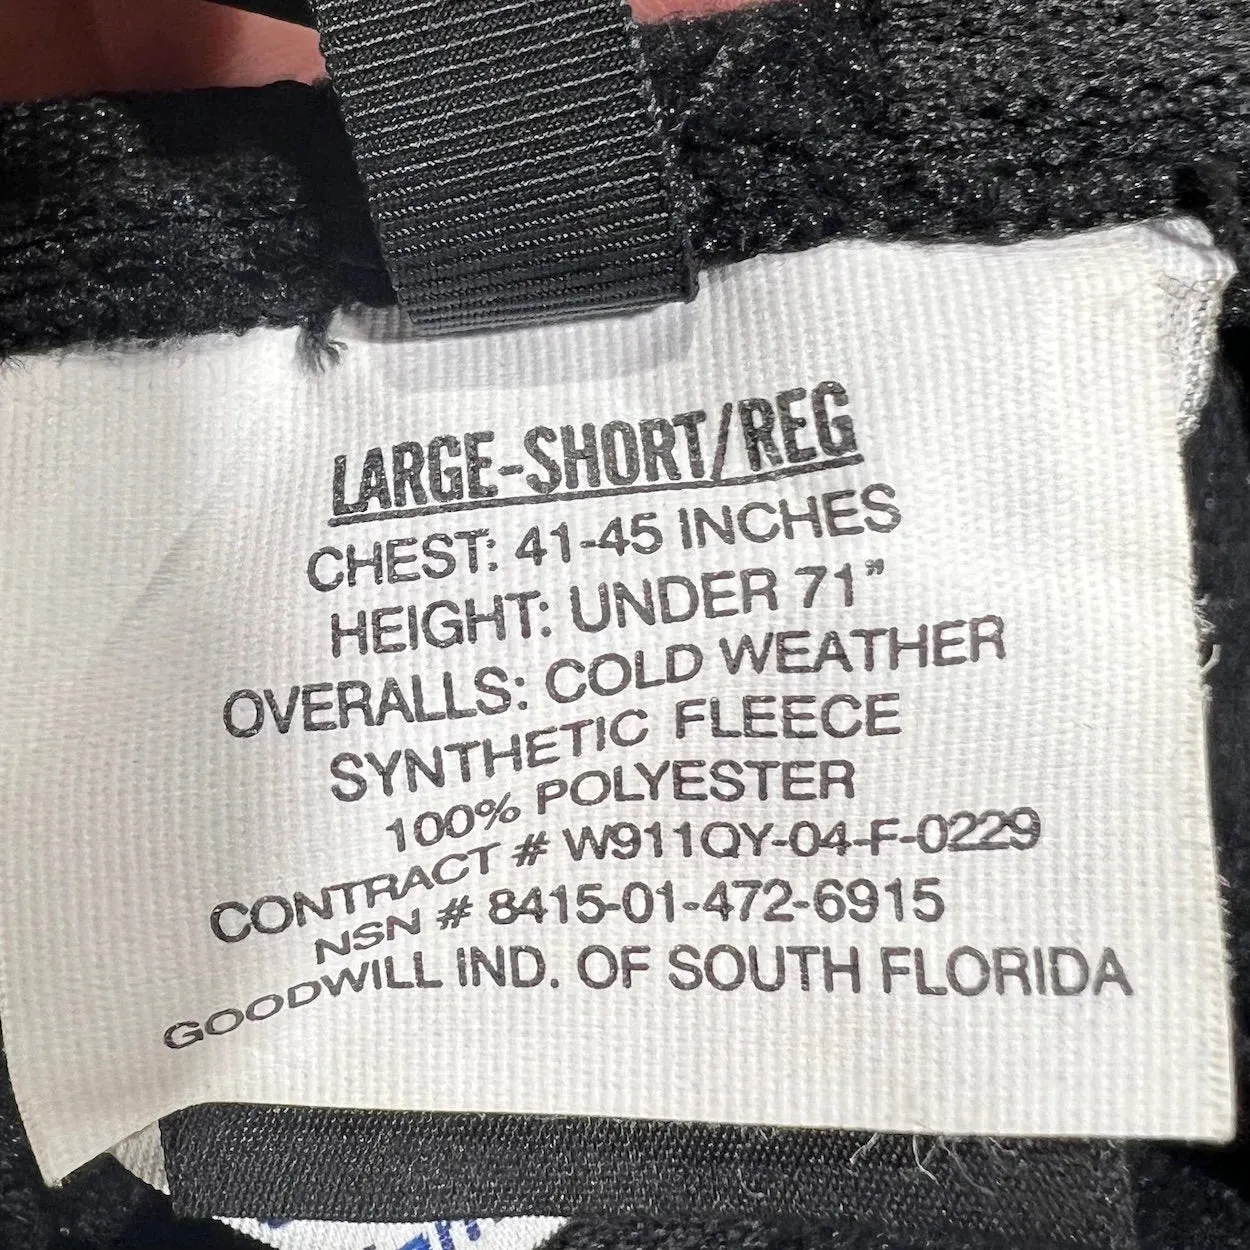 LARGE-SHORT/REG
CHEST: 41-45 INCHES
HEIGHT: UNDER 71"
OVERALLS: COLD WEATHER
SYNTHETIC FLEECE
100% POLYESTER
CONTRACT # W911QY-04-F-0229
NSN # 8415-01-472-6915
GOODWILL IND. OF SOUTH FLORIDA